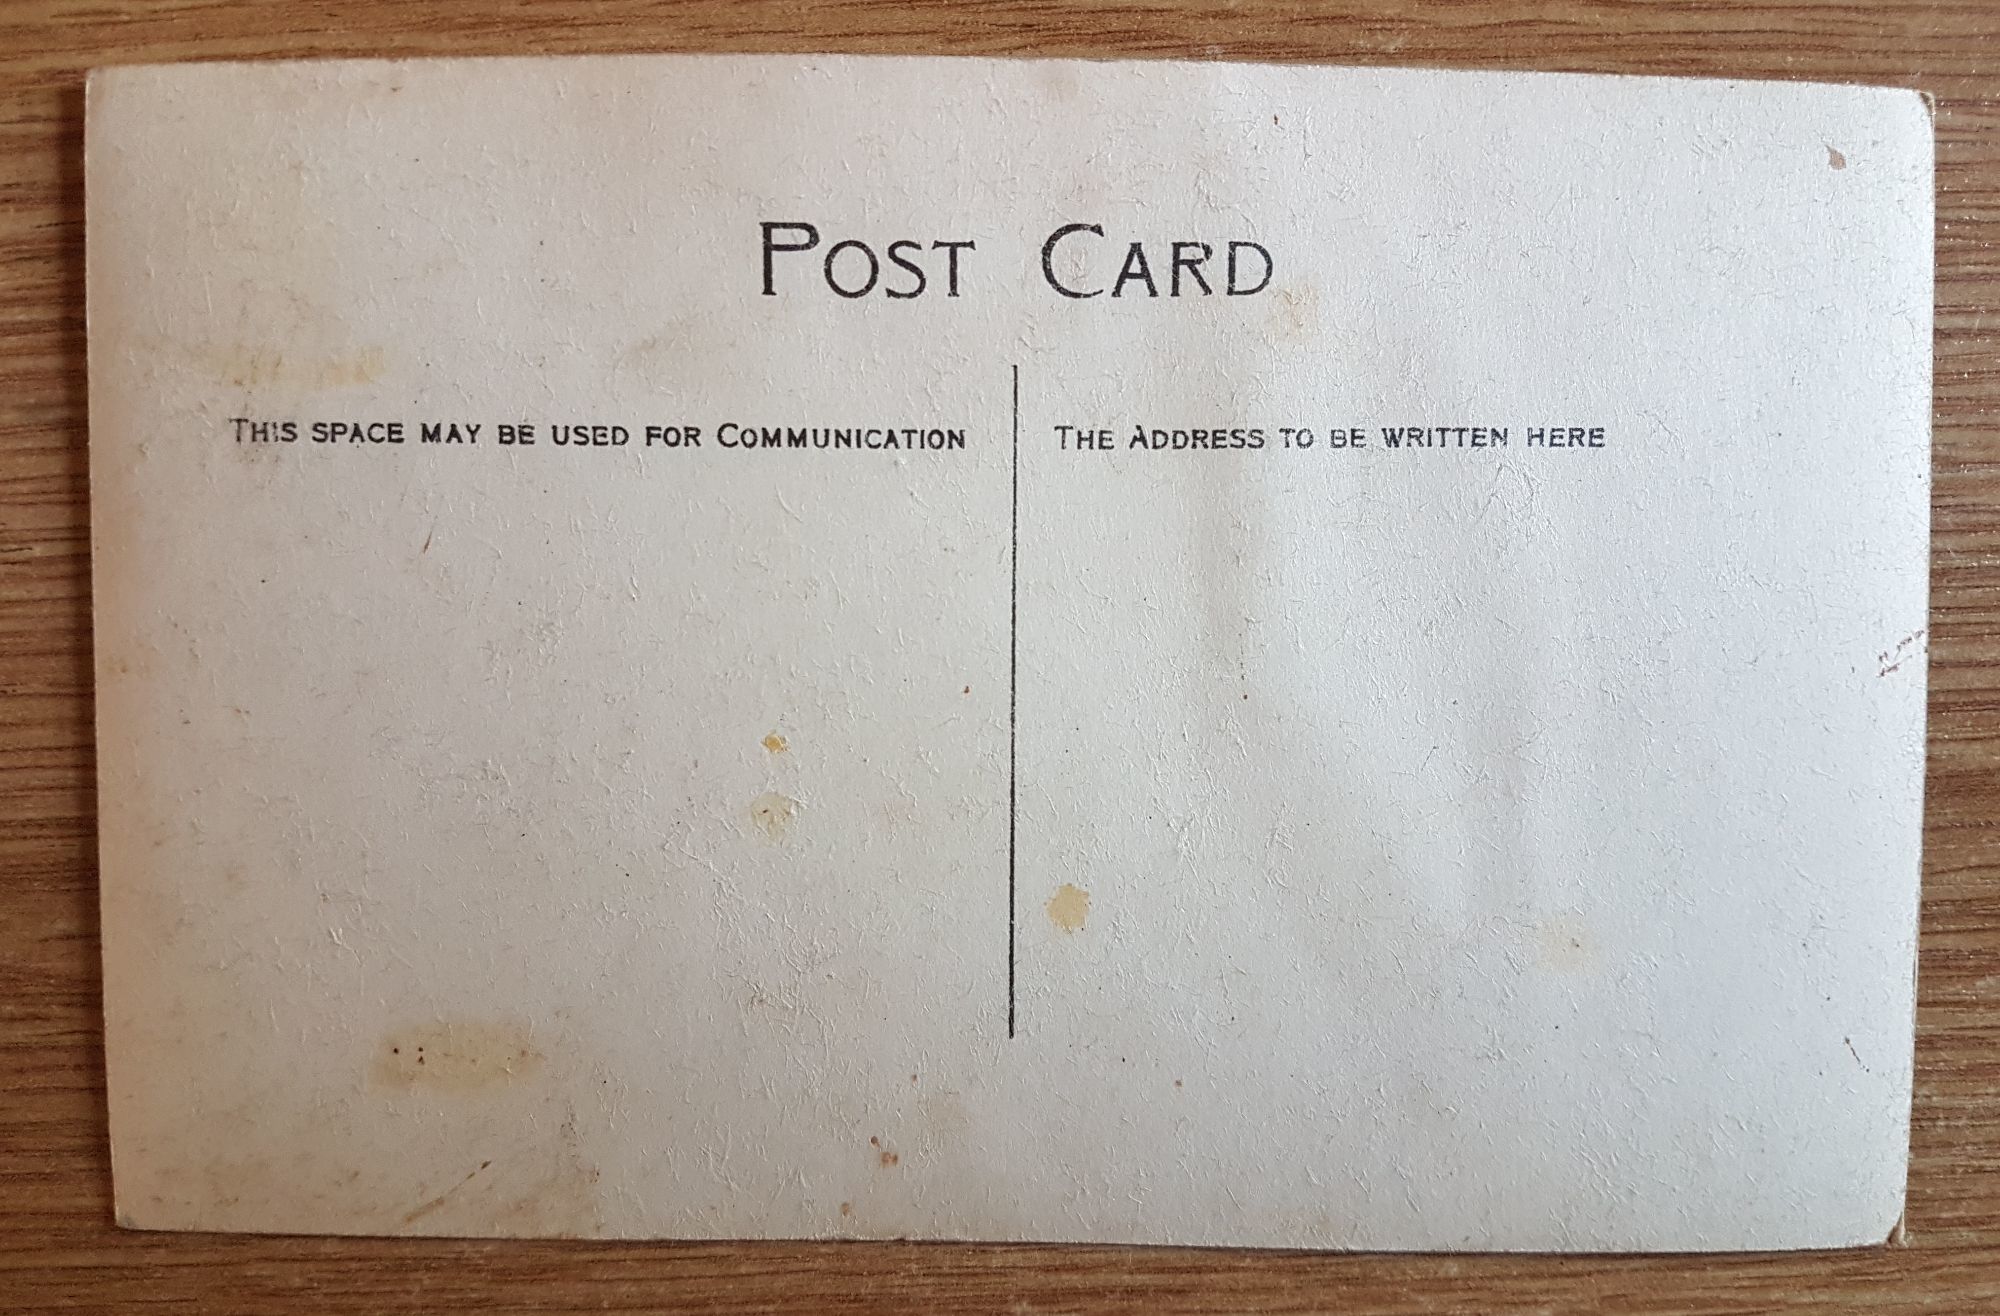 POST CARD
THIS SPACE MAY BE USED FOR COMMUNICATION
THE ADDRESS TO BE WRITTEN HERE